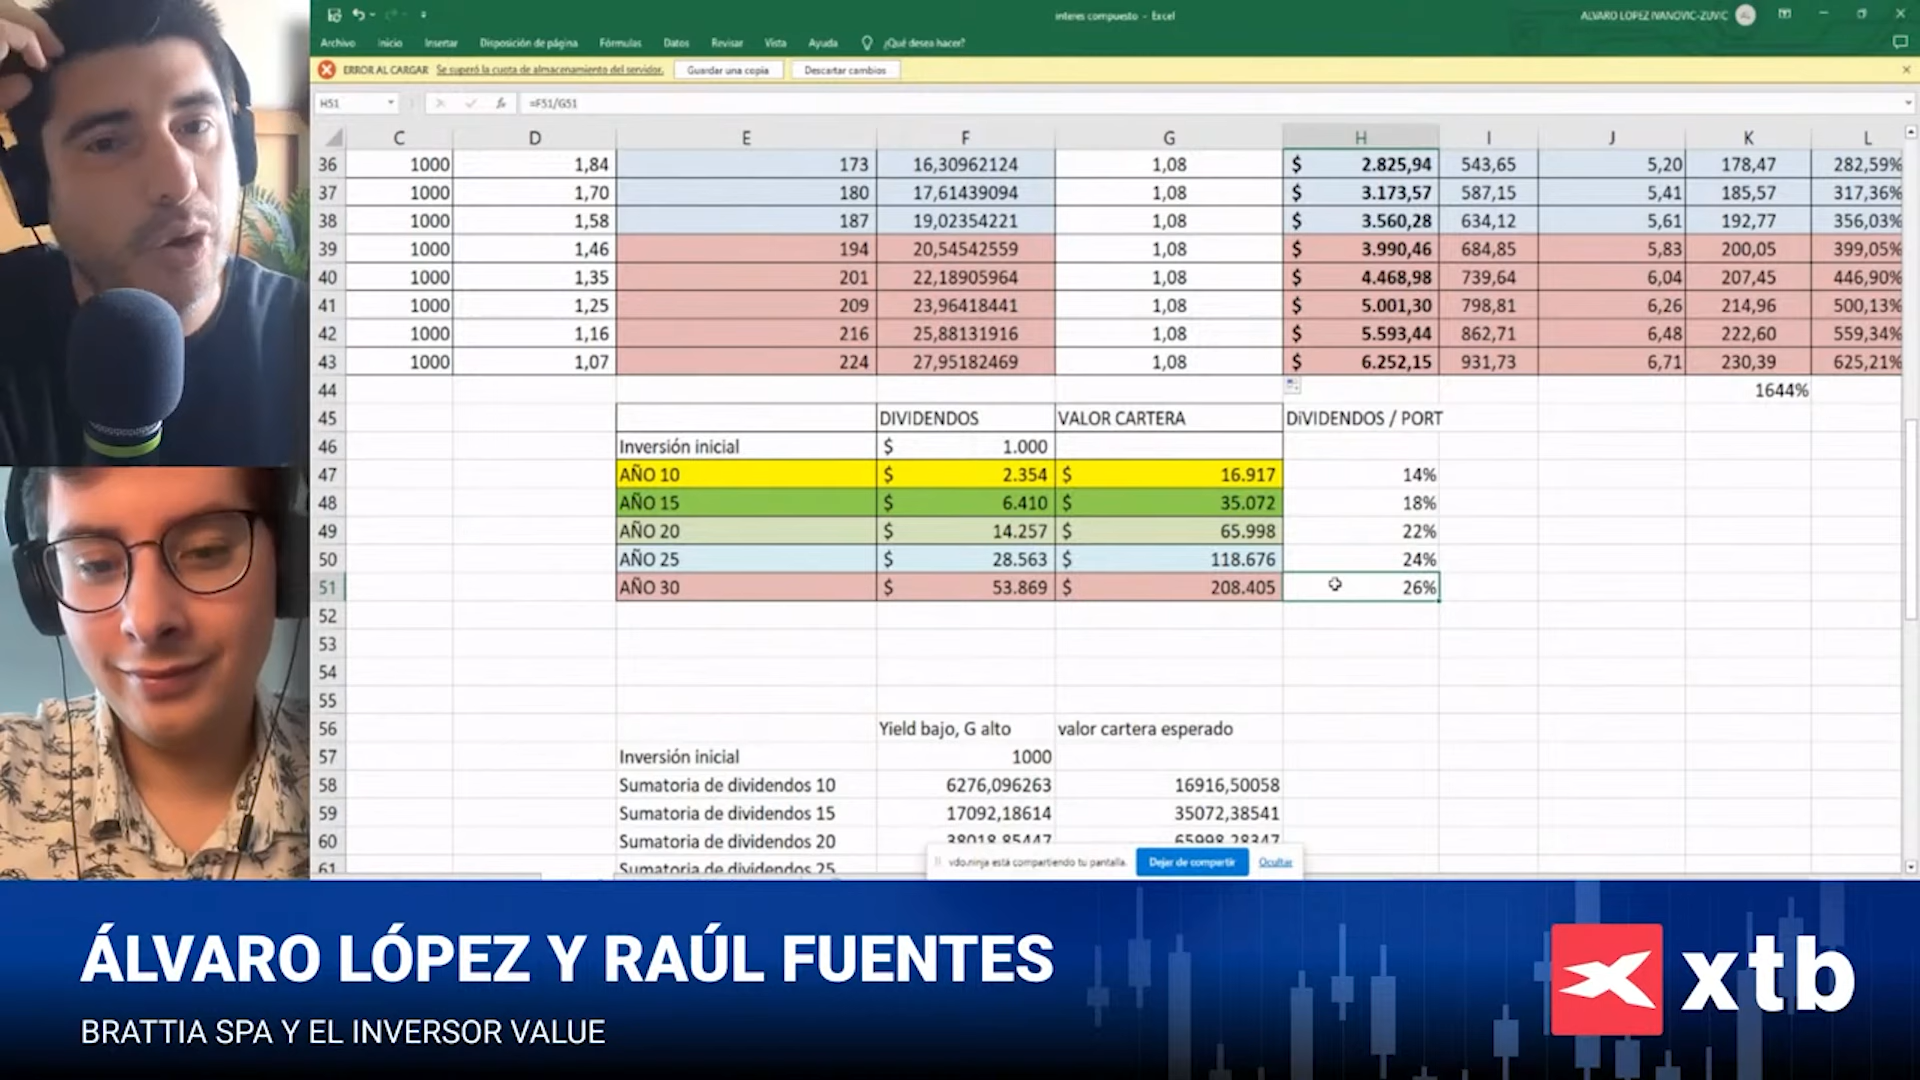 interes compuesto - Excel
ALVARO LOPEZ IVANOVIC-ZUVIC
Archivo Inicio Insertar Disposición de página Fórmulas Datos Revisar Vista Ayuda ¿Qué desea hacer?
ERROR AL CARGAR Se superó la cuota de almacenamiento del servidor. Guardar una copia Descartar cambios
H51 fx =F51/G51
C D E F G H I J K L
36 1000 1,84 173 16,30962124 1,08 $ 2.825,94 543,65 5,20 178,47 282,59%
37 1000 1,70 180 17,61439094 1,08 $ 3.173,57 587,15 5,41 185,57 317,36%
38 1000 1,58 187 19,02354221 1,08 $ 3.560,28 634,12 5,61 192,77 356,03%
39 1000 1,46 194 20,54542559 1,08 $ 3.990,46 684,85 5,83 200,05 399,05%
40 1000 1,35 201 22,18905964 1,08 $ 4.468,98 739,64 6,04 207,45 446,90%
41 1000 1,25 209 23,96418441 1,08 $ 5.001,30 798,81 6,26 214,96 500,13%
42 1000 1,16 216 25,88131916 1,08 $ 5.593,44 862,71 6,48 222,60 559,34%
43 1000 1,07 224 27,95182469 1,08 $ 6.252,15 931,73 6,71 230,39 625,21%
44 1644%
45 DIVIDENDOS VALOR CARTERA DiVIDENDOS / PORT
46 Inversión inicial $ 1.000
47 AÑO 10 $ 2.354 $ 16.917 14%
48 AÑO 15 $ 6.410 $ 35.072 18%
49 AÑO 20 $ 14.257 $ 65.998 22%
50 AÑO 25 $ 28.563 $ 118.676 24%
51 AÑO 30 $ 53.869 $ 208.405 26%
52
53
54
55
56 Yield bajo, G alto valor cartera esperado
57 Inversión inicial 1000
58 Sumatoria de dividendos 10 6276,096263 16916,50058
59 Sumatoria de dividendos 15 17092,18614 35072,38541
60 Sumatoria de dividendos 20 38018,85447 65998,28347
61 Sumatoria de dividendos 25
vdo.ninja está compartiendo tu pantalla. Dejar de compartir Ocultar
ÁLVARO LÓPEZ Y RAÚL FUENTES
BRATTIA SPA Y EL INVERSOR VALUE
xtb